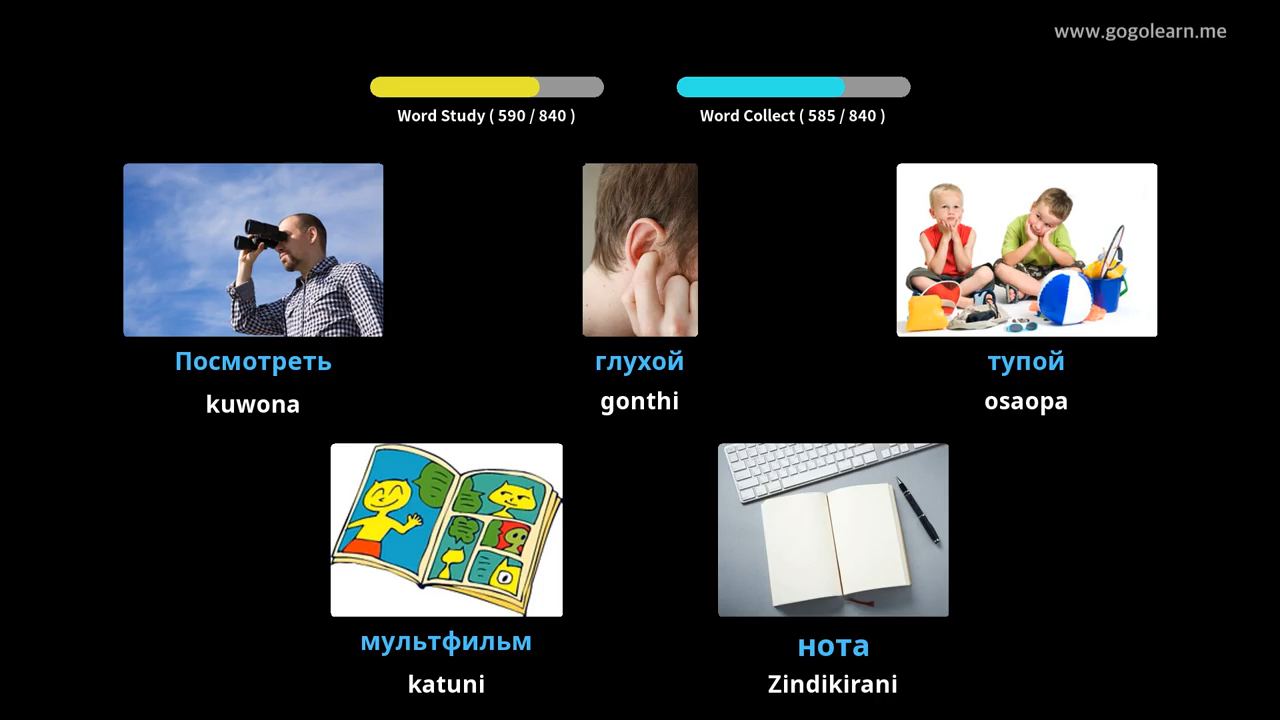 www.gogolearn.me
Word Study ( 590 / 840 )
Word Collect ( 585 / 840 )
Посмотреть
kuwona
глухой
gonthi
тупой
osaopa
мультфильм
katuni
нота
Zindikirani